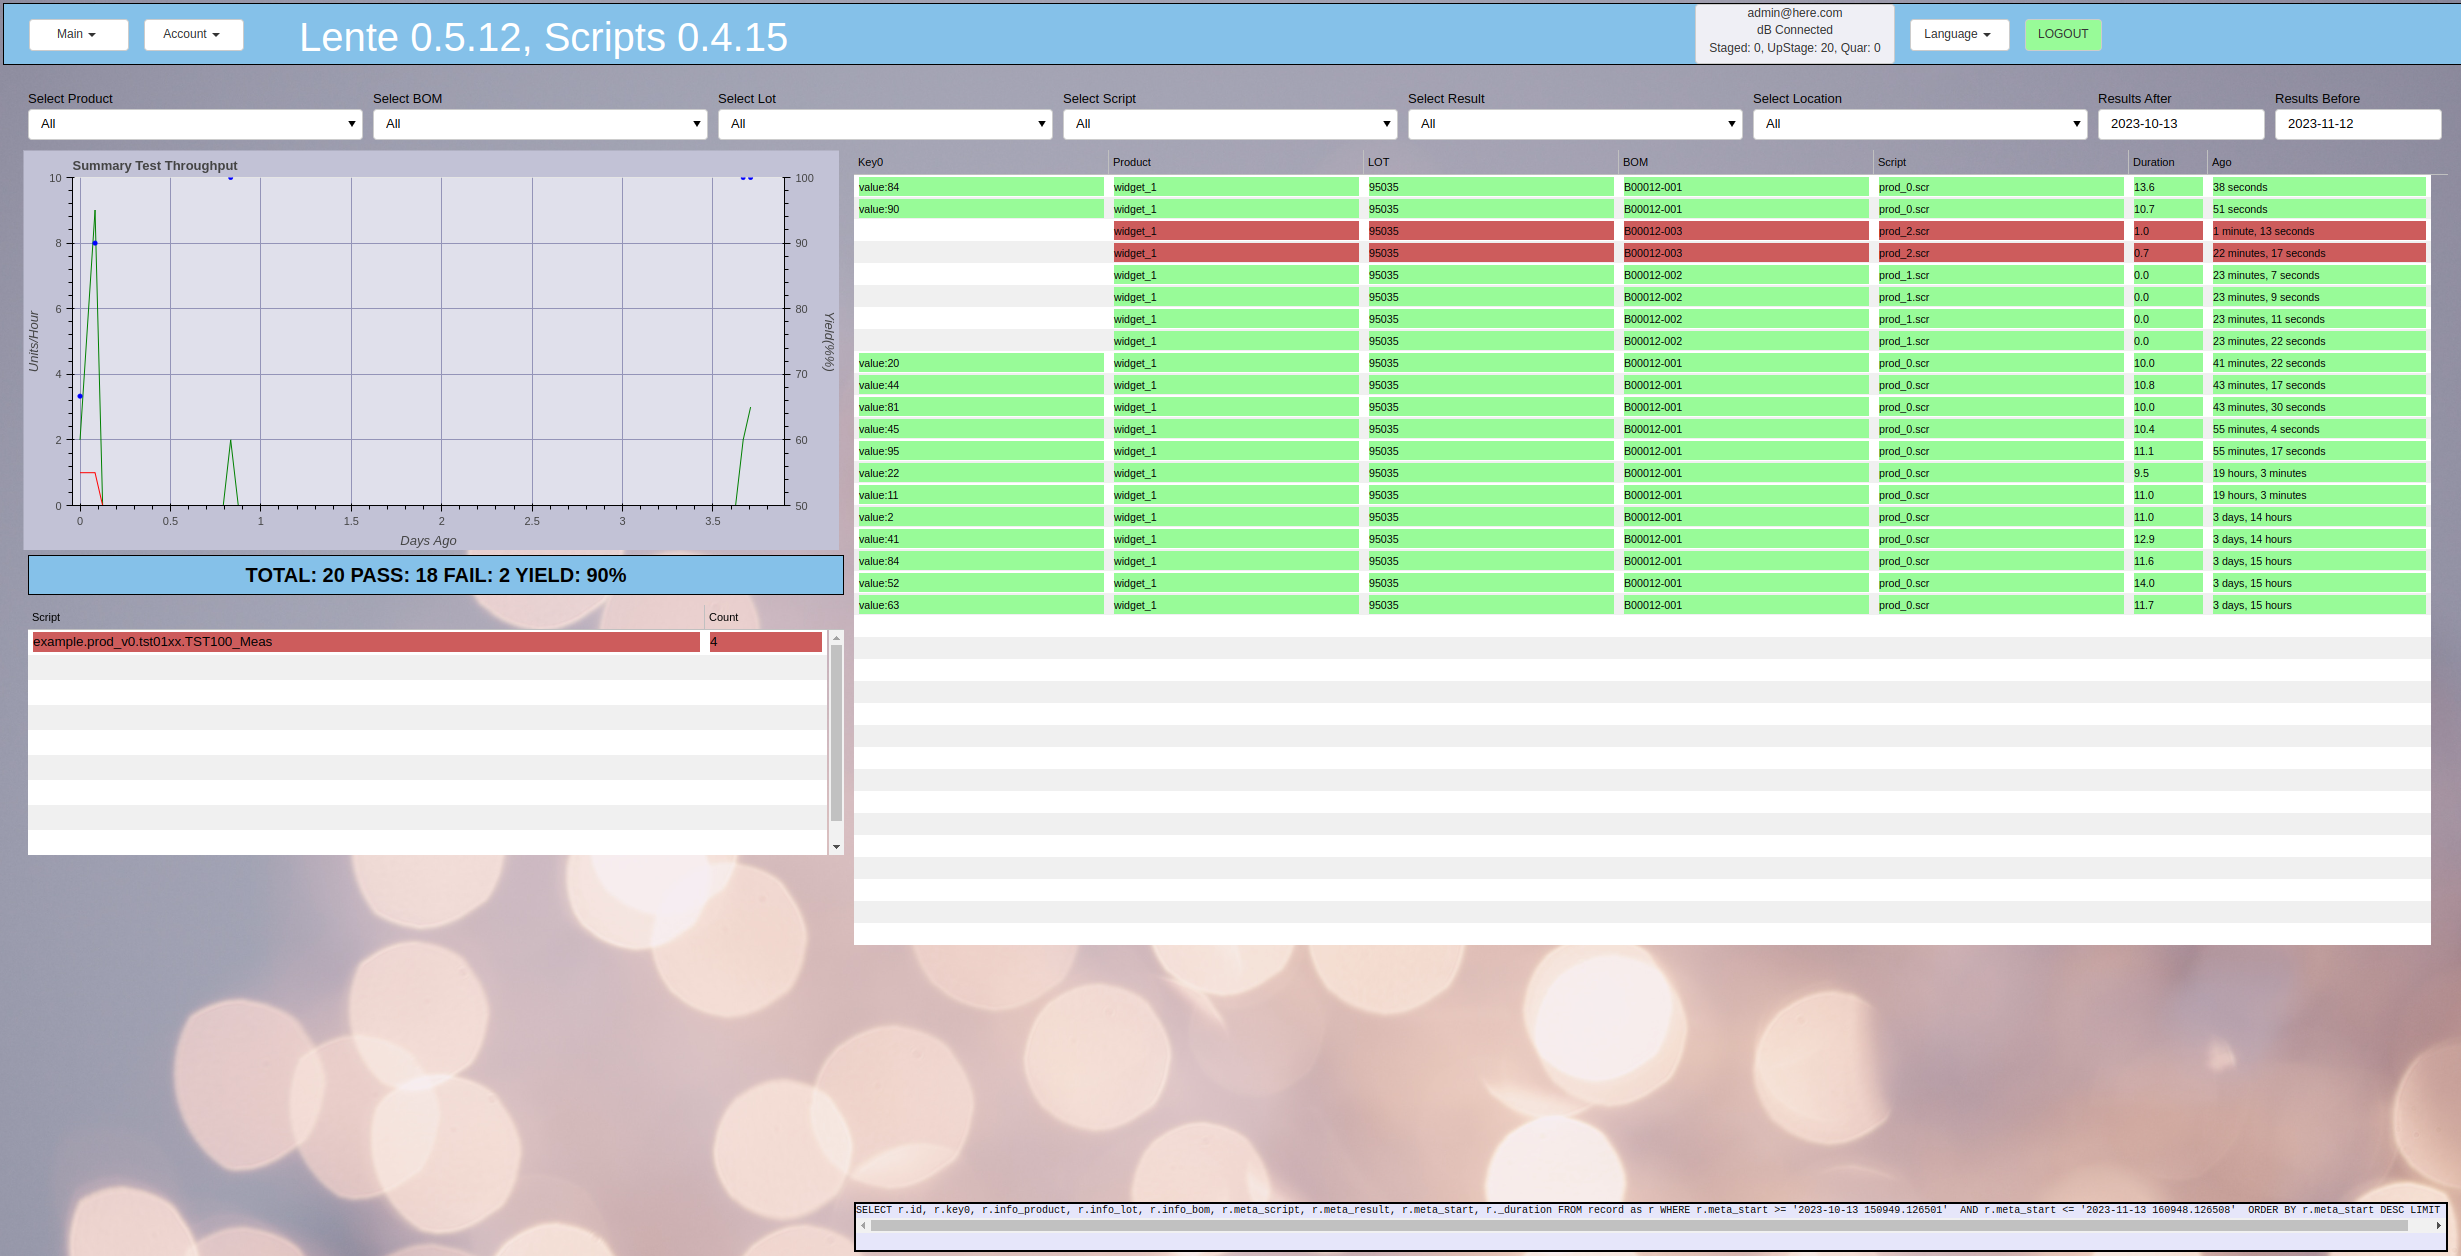 Main Account Lente 0.5.12, Scripts 0.4.15
admin@here.com
dB Connected
Staged: 0, UpStage: 20, Quar: 0
Language LOGOUT
Select Product Select BOM Select Lot Select Script Select Result Select Location Results After Results Before
All All All All All All 2023-10-13 2023-11-12
Summary Test Throughput
10 8 6 4 2 0
Units/Hour
100 90 80 70 60 50
Yield(%%)
0 0.5 1 1.5 2 2.5 3 3.5
Days Ago
TOTAL: 20 PASS: 18 FAIL: 2 YIELD: 90%
Script Count
example.prod_v0.tst01xx.TST100_Meas 4
Key0 Product LOT BOM Script Duration Ago
value:84 widget_1 95035 B00012-001 prod_0.scr 13.6 38 seconds
value:90 widget_1 95035 B00012-001 prod_0.scr 10.7 51 seconds
widget_1 95035 B00012-003 prod_2.scr 1.0 1 minute, 13 seconds
widget_1 95035 B00012-003 prod_2.scr 0.7 22 minutes, 17 seconds
widget_1 95035 B00012-002 prod_1.scr 0.0 23 minutes, 7 seconds
widget_1 95035 B00012-002 prod_1.scr 0.0 23 minutes, 9 seconds
widget_1 95035 B00012-002 prod_1.scr 0.0 23 minutes, 11 seconds
widget_1 95035 B00012-002 prod_1.scr 0.0 23 minutes, 22 seconds
value:20 widget_1 95035 B00012-001 prod_0.scr 10.0 41 minutes, 22 seconds
value:44 widget_1 95035 B00012-001 prod_0.scr 10.8 43 minutes, 17 seconds
value:81 widget_1 95035 B00012-001 prod_0.scr 10.0 43 minutes, 30 seconds
value:45 widget_1 95035 B00012-001 prod_0.scr 10.4 55 minutes, 4 seconds
value:95 widget_1 95035 B00012-001 prod_0.scr 11.1 55 minutes, 17 seconds
value:22 widget_1 95035 B00012-001 prod_0.scr 9.5 19 hours, 3 minutes
value:11 widget_1 95035 B00012-001 prod_0.scr 11.0 19 hours, 3 minutes
value:2 widget_1 95035 B00012-001 prod_0.scr 11.0 3 days, 14 hours
value:41 widget_1 95035 B00012-001 prod_0.scr 12.9 3 days, 14 hours
value:84 widget_1 95035 B00012-001 prod_0.scr 11.6 3 days, 15 hours
value:52 widget_1 95035 B00012-001 prod_0.scr 14.0 3 days, 15 hours
value:63 widget_1 95035 B00012-001 prod_0.scr 11.7 3 days, 15 hours
SELECT r.id, r.key0, r.info_product, r.info_lot, r.info_bom, r.meta_script, r.meta_result, r.meta_start, r._duration FROM record as r WHERE r.meta_start >= '2023-10-13 150949.126501'  AND r.meta_start <= '2023-11-13 160948.126508'  ORDER BY r.meta_start DESC LIMIT